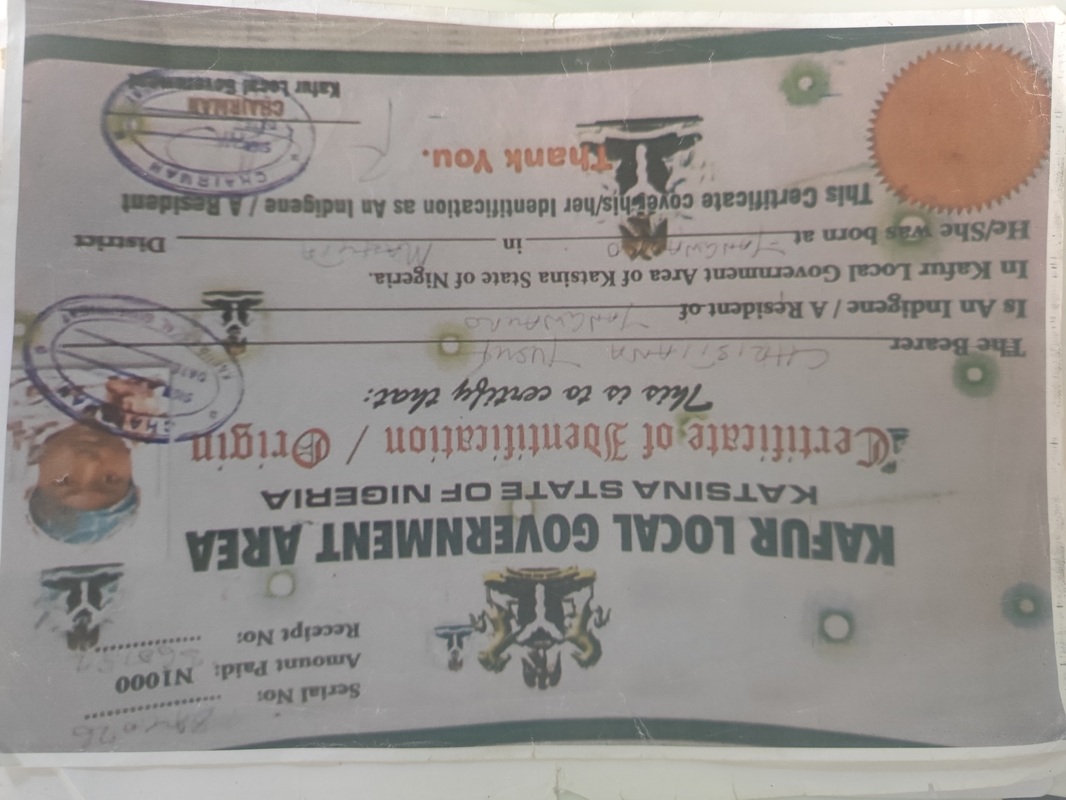 Serial No:
Amount Paid: N1000
Receipt No:
KAFUR LOCAL GOVERNMENT AREA
KATSINA STATE OF NIGERIA
Certificate of Identification / Origin
This is to certify that:
The Bearer CHRISTIANA YUSUF
Is An Indigene / A Resident of
In Kafur Local Government Area of Katsina State of Nigeria.
He/She was born at in District
This Certificate cover his/her Identification as An Indigene / A Resident
Thank You.
CHAIRMAN
Kafur Local Government
CHAIRMAN